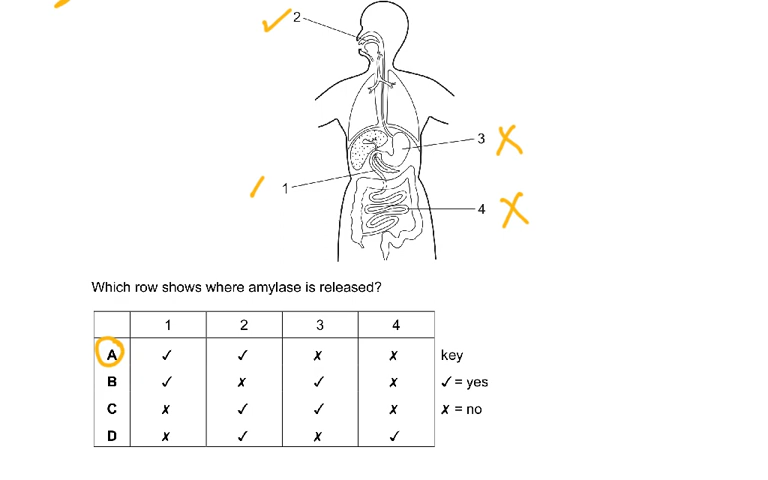 2
3
1
4
Which row shows where amylase is released?
1 2 3 4
A ✓ ✓ ✗ ✗ key
B ✓ ✗ ✓ ✗ ✓ = yes
C ✗ ✓ ✓ ✗ ✗ = no
D ✗ ✓ ✗ ✓